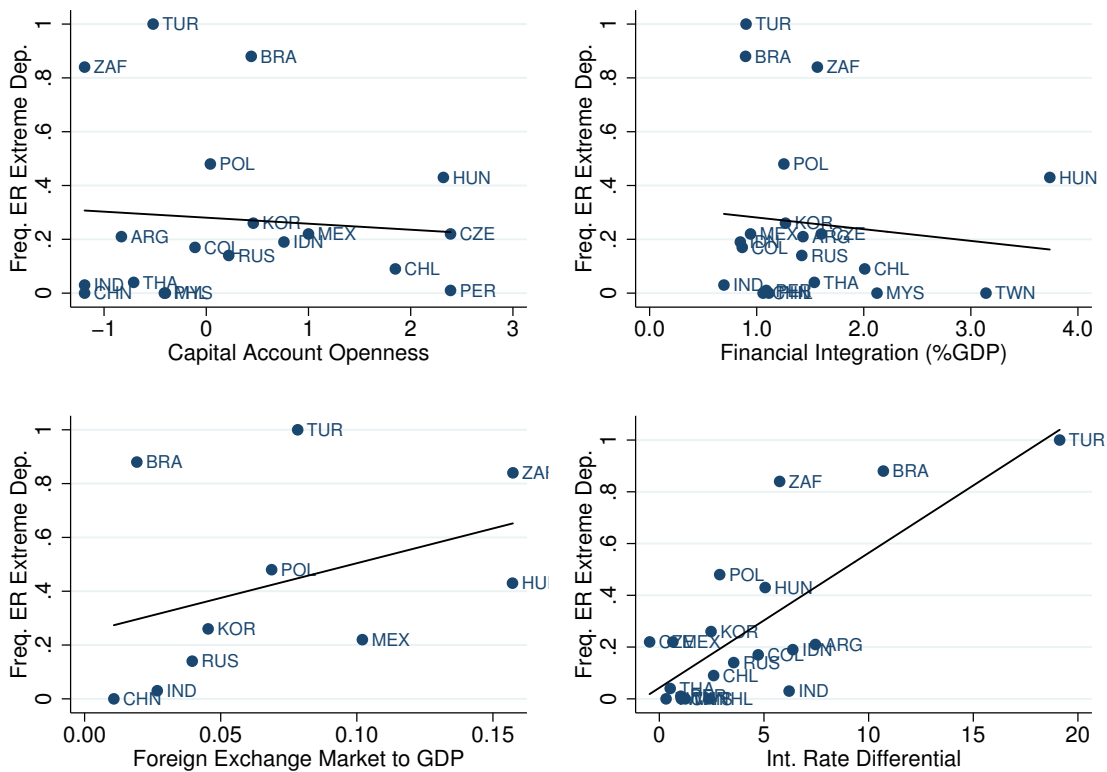 Freq. ER Extreme Dep.
1
.8
.6
.4
.2
0
TUR
BRA
ZAF
POL
HUN
KOR
MEX
CZE
ARG
COL
IDN
RUS
CHL
THA
IND
CHN
MYS
PER
−1
0
1
2
3
Capital Account Openness
Freq. ER Extreme Dep.
1
.8
.6
.4
.2
0
TUR
BRA
ZAF
POL
HUN
KOR
MEX
ARG
CZE
IDN
COL
RUS
CHL
THA
IND
PER
MYS
TWN
0.0
1.0
2.0
3.0
4.0
Financial Integration (%GDP)
Freq. ER Extreme Dep.
1
.8
.6
.4
.2
0
TUR
BRA
ZAF
POL
HU
KOR
MEX
RUS
IND
CHN
0.00
0.05
0.10
0.15
Foreign Exchange Market to GDP
Freq. ER Extreme Dep.
1
.8
.6
.4
.2
0
TUR
BRA
ZAF
POL
HUN
KOR
CZE
MEX
ARG
IDN
COL
RUS
CHL
IND
THA
0
5
10
15
20
Int. Rate Differential